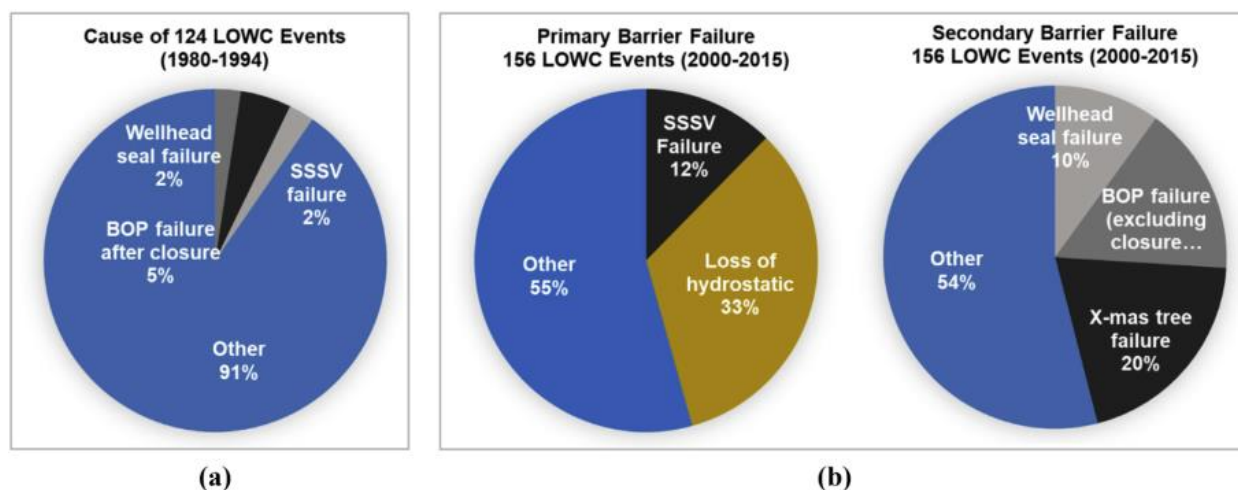 Cause of 124 LOWC Events
(1980-1994)
Wellhead
seal failure
2%
SSSV
failure
2%
BOP failure
after closure
5%
Other
91%
(a)
Primary Barrier Failure
156 LOWC Events (2000-2015)
SSSV
Failure
12%
Other
55%
Loss of
hydrostatic
33%
Secondary Barrier Failure
156 LOWC Events (2000-2015)
Wellhead
seal failure
10%
BOP failure
(excluding
closure…
Other
54%
X-mas tree
failure
20%
(b)